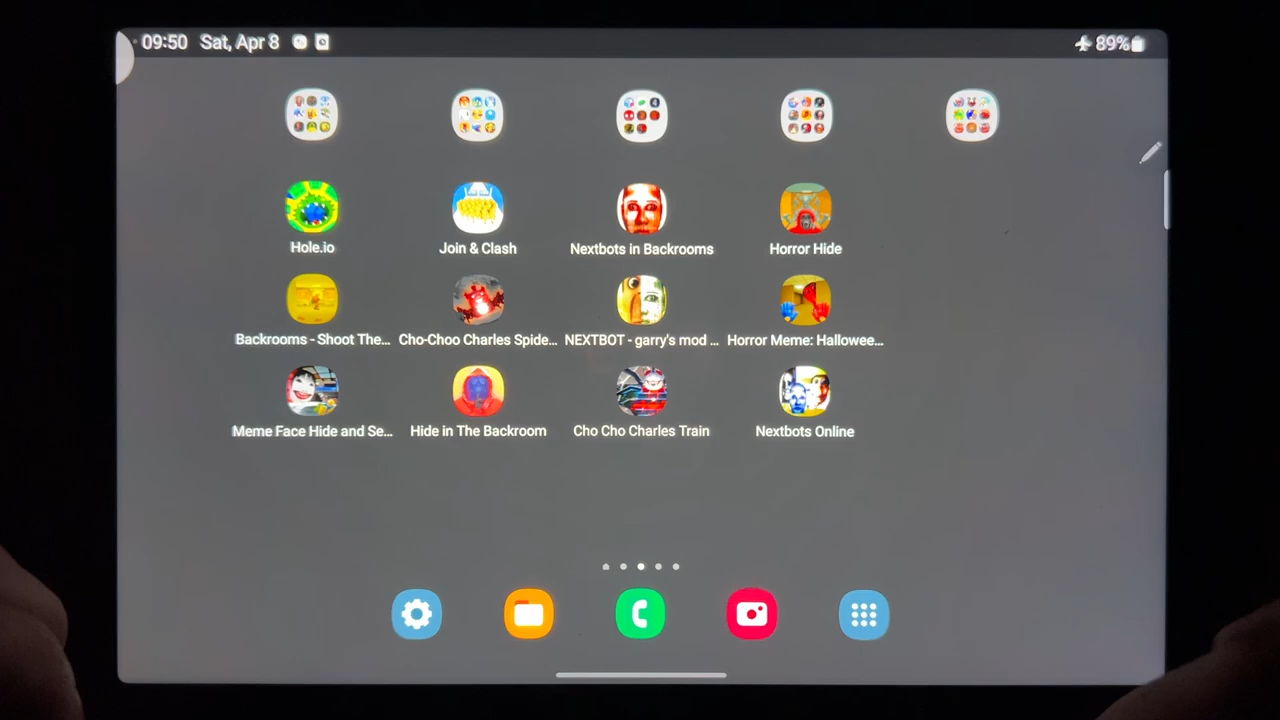 09:50 Sat, Apr 8
89%
Hole.io
Join & Clash
Nextbots in Backrooms
Horror Hide
Backrooms - Shoot The...
Cho-Choo Charles Spide...
NEXTBOT - garry's mod ...
Horror Meme: Hallowee...
Meme Face Hide and Se...
Hide in The Backroom
Cho Cho Charles Train
Nextbots Online